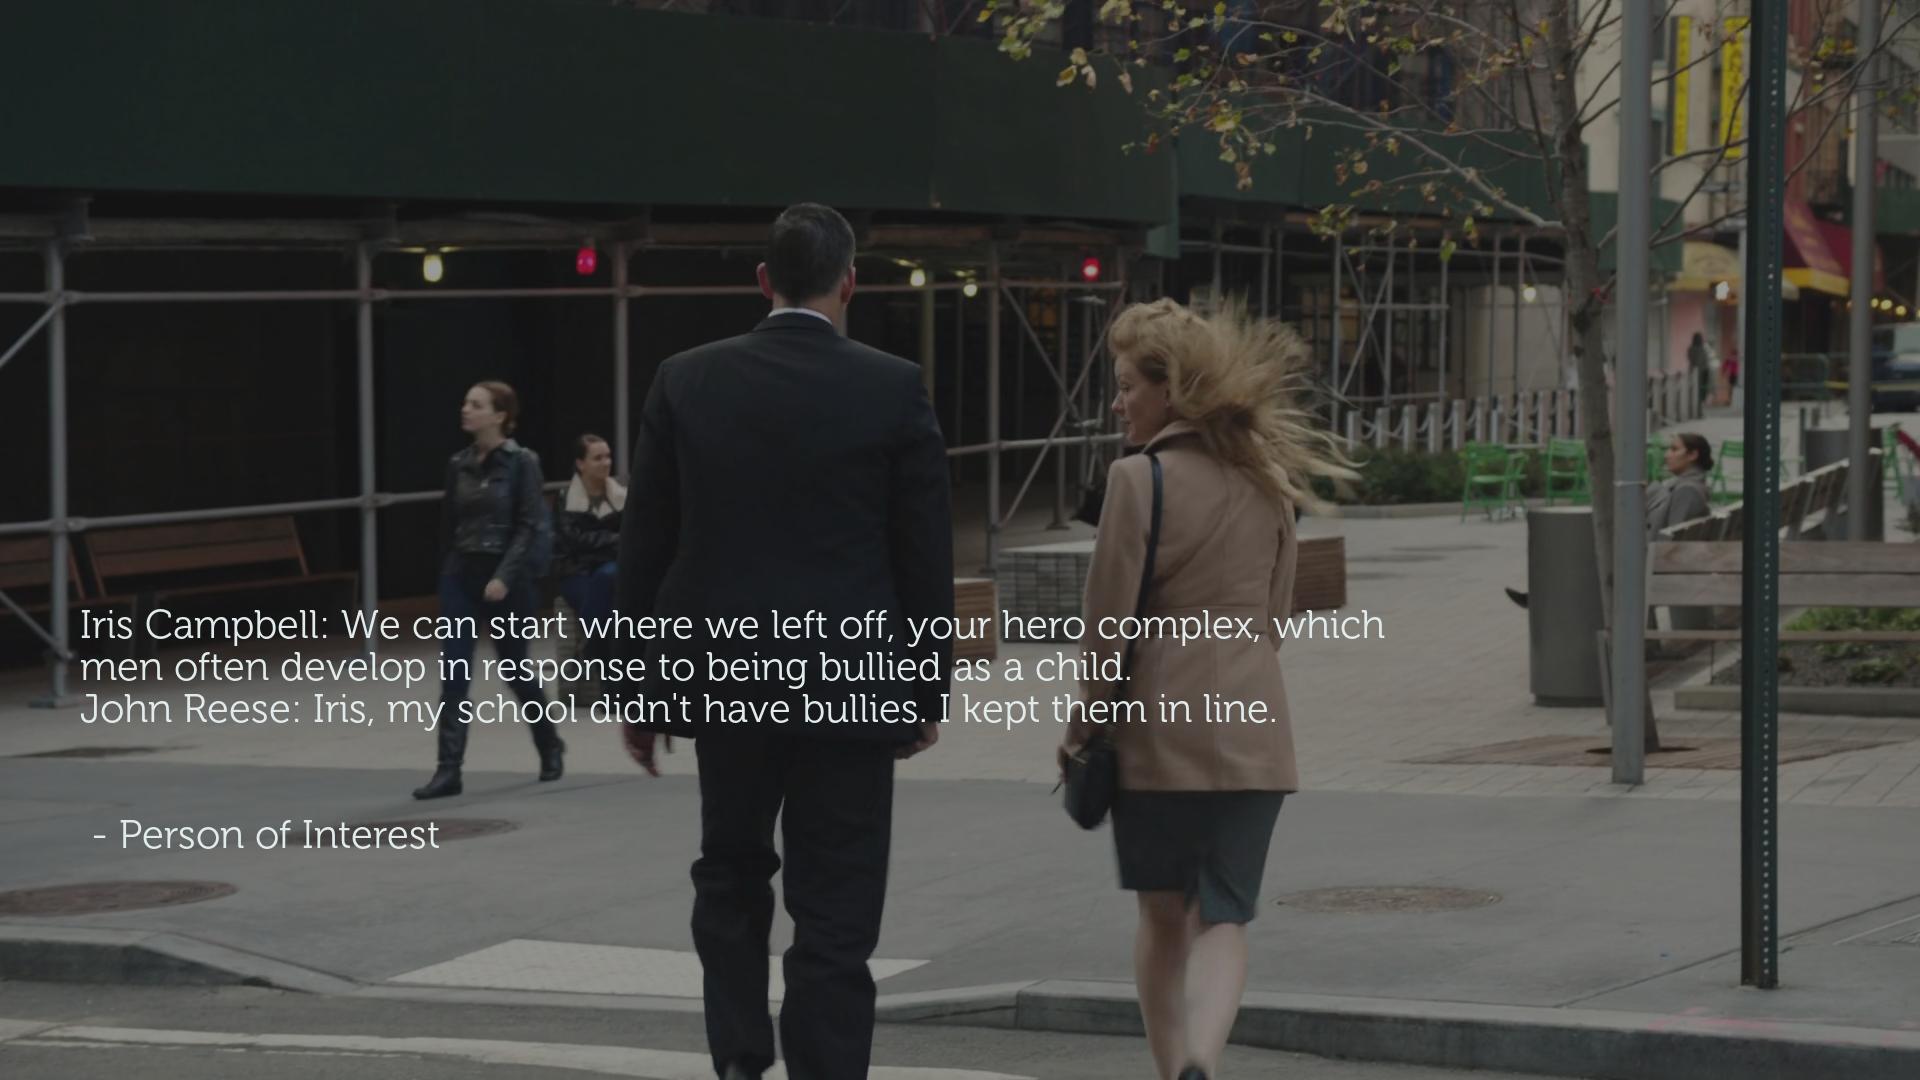 Iris Campbell: We can start where we left off, your hero complex, which
men often develop in response to being bullied as a child.
John Reese: Iris, my school didn't have bullies. I kept them in line.
- Person of Interest